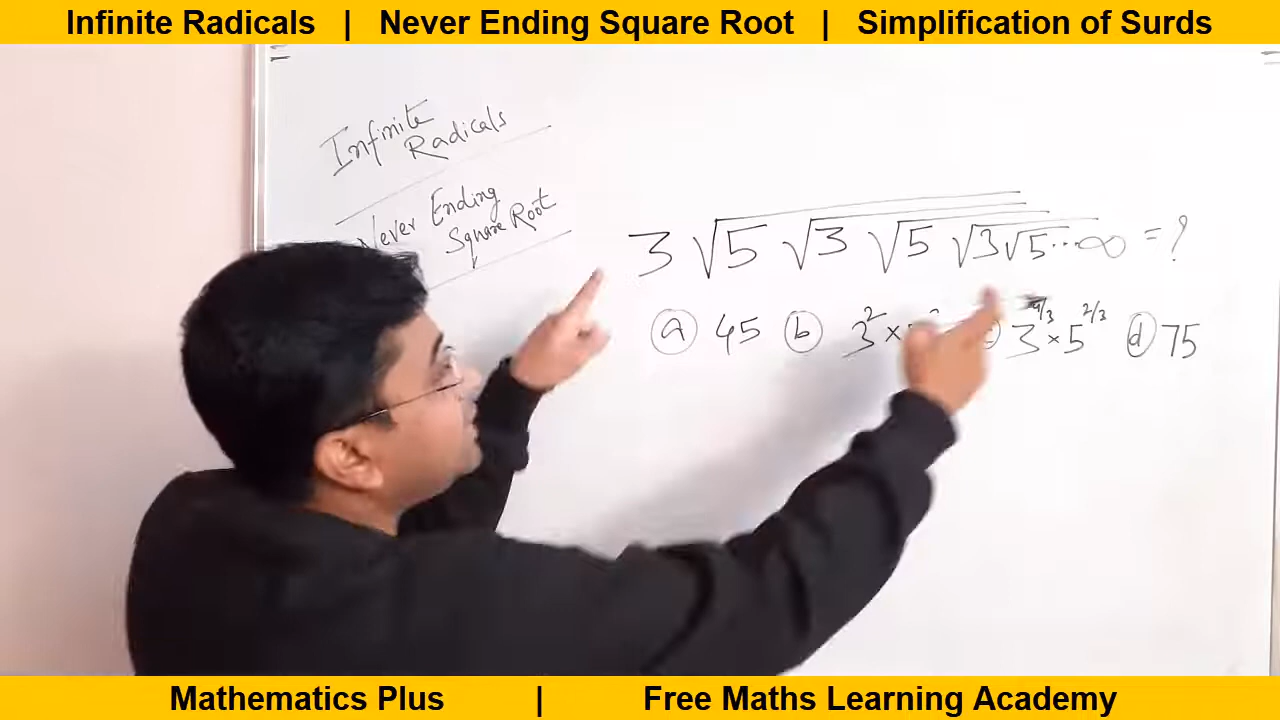 Infinite Radicals | Never Ending Square Root | Simplification of Surds
Infinite
Radicals
Never Ending
Square Root
3 √5 √3 √5 √3√5...∞ = ?
ⓐ 45 ⓑ 3² × ⓒ 3^4/3 × 5^2/3 ⓓ 75
Mathematics Plus | Free Maths Learning Academy